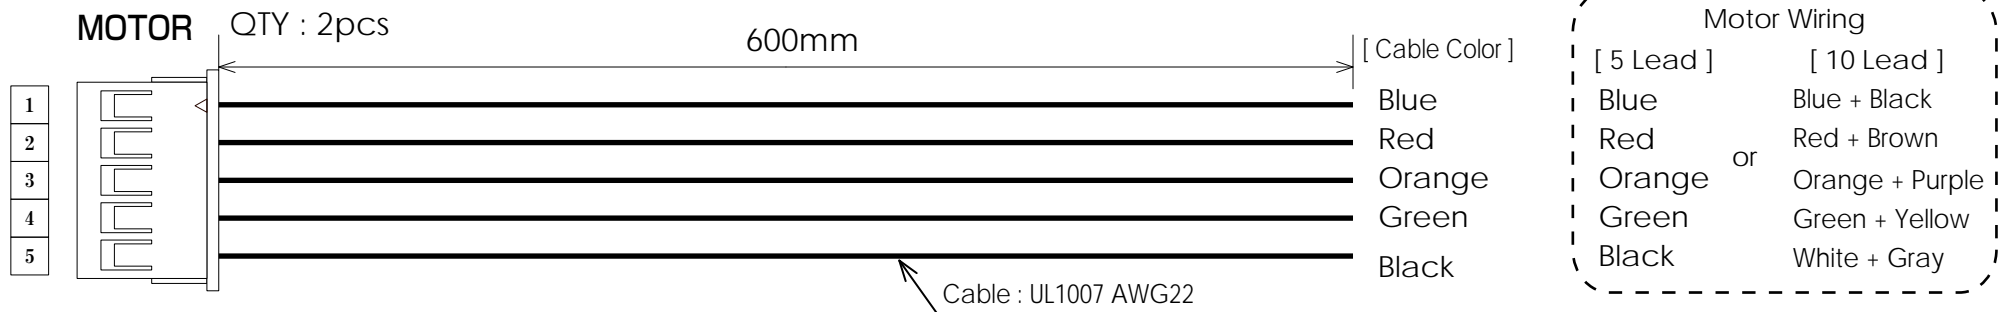 MOTOR QTY : 2pcs
600mm
[ Cable Color ]
1 Blue
2 Red
3 Orange
4 Green
5 Black
Cable : UL1007 AWG22
Motor Wiring
[ 5 Lead ] [ 10 Lead ]
Blue Blue + Black
Red Red + Brown
or
Orange Orange + Purple
Green Green + Yellow
Black White + Gray